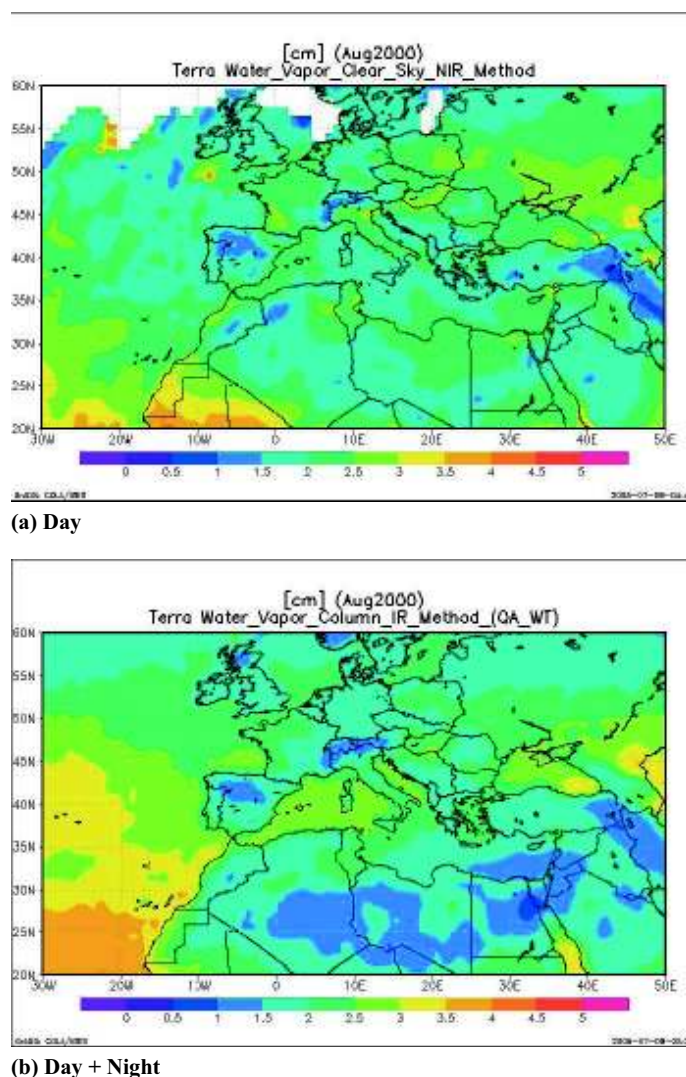 [cm] (Aug2000)
Terra Water_Vapor_Clear_Sky_NIR_Method
60N
55N
50N
45N
40N
35N
30N
25N
20N
30W 20W 10W 0 10E 20E 30E 40E 50E
0 0.5 1 1.5 2 2.5 3 3.5 4 4.5 5
(a) Day
[cm] (Aug2000)
Terra Water_Vapor_Column_IR_Method_(QA_WT)
60N
55N
50N
45N
40N
35N
30N
25N
20N
30W 20W 10W 0 10E 20E 30E 40E 50E
0 0.5 1 1.5 2 2.5 3 3.5 4 4.5 5
(b) Day + Night